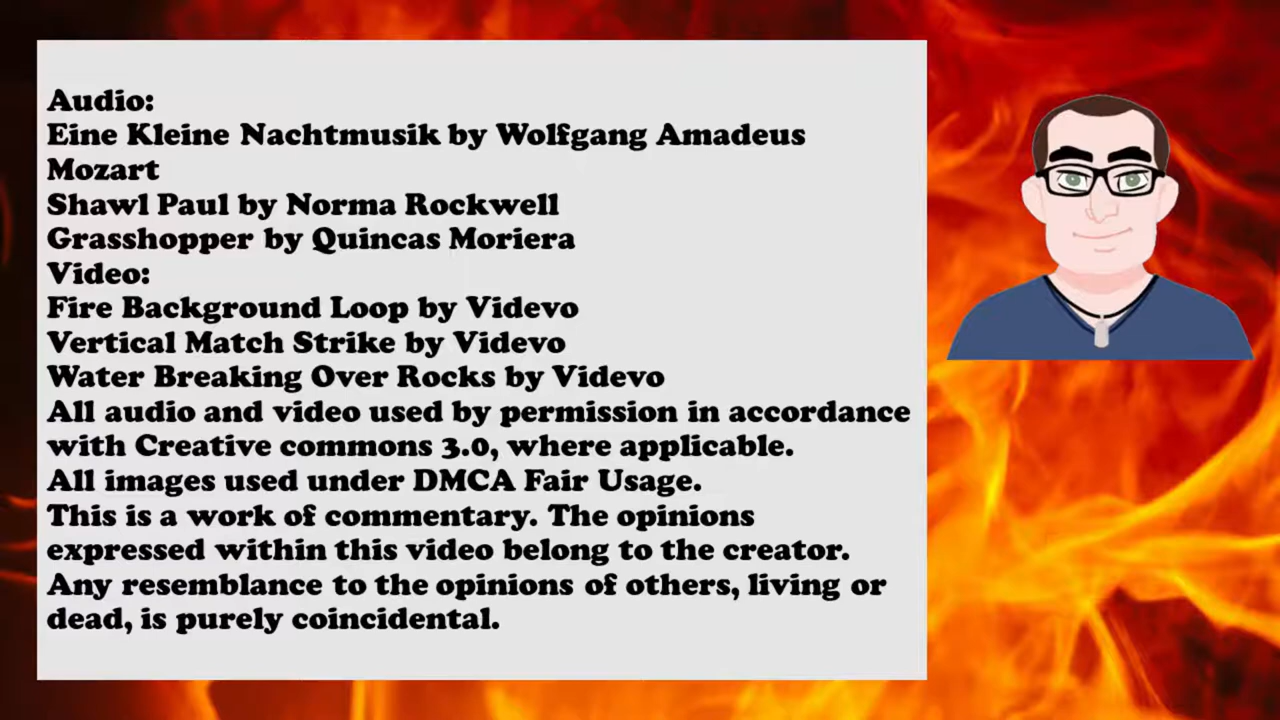 Audio:
Eine Kleine Nachtmusik by Wolfgang Amadeus
Mozart
Shawl Paul by Norma Rockwell
Grasshopper by Quincas Moriera
Video:
Fire Background Loop by Videvo
Vertical Match Strike by Videvo
Water Breaking Over Rocks by Videvo
All audio and video used by permission in accordance
with Creative commons 3.0, where applicable.
All images used under DMCA Fair Usage.
This is a work of commentary. The opinions
expressed within this video belong to the creator.
Any resemblance to the opinions of others, living or
dead, is purely coincidental.